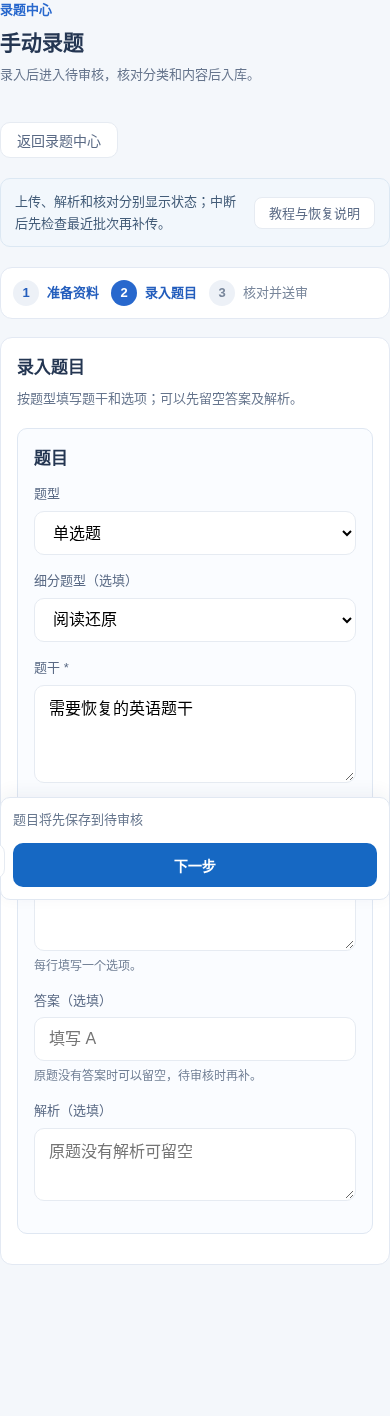 录题中心
手动录题
录入后进入待审核，核对分类和内容后入库。
返回录题中心
上传、解析和核对分别显示状态；中断
后先检查最近批次再补传。
教程与恢复说明
1 准备资料 2 录入题目 3 核对并送审
录入题目
按题型填写题干和选项；可以先留空答案及解析。
题目
题型
单选题
细分题型（选填）
阅读还原
题干 *
需要恢复的英语题干
题目将先保存到待审核
下一步
每行填写一个选项。
答案（选填）
填写 A
原题没有答案时可以留空，待审核时再补。
解析（选填）
原题没有解析可留空